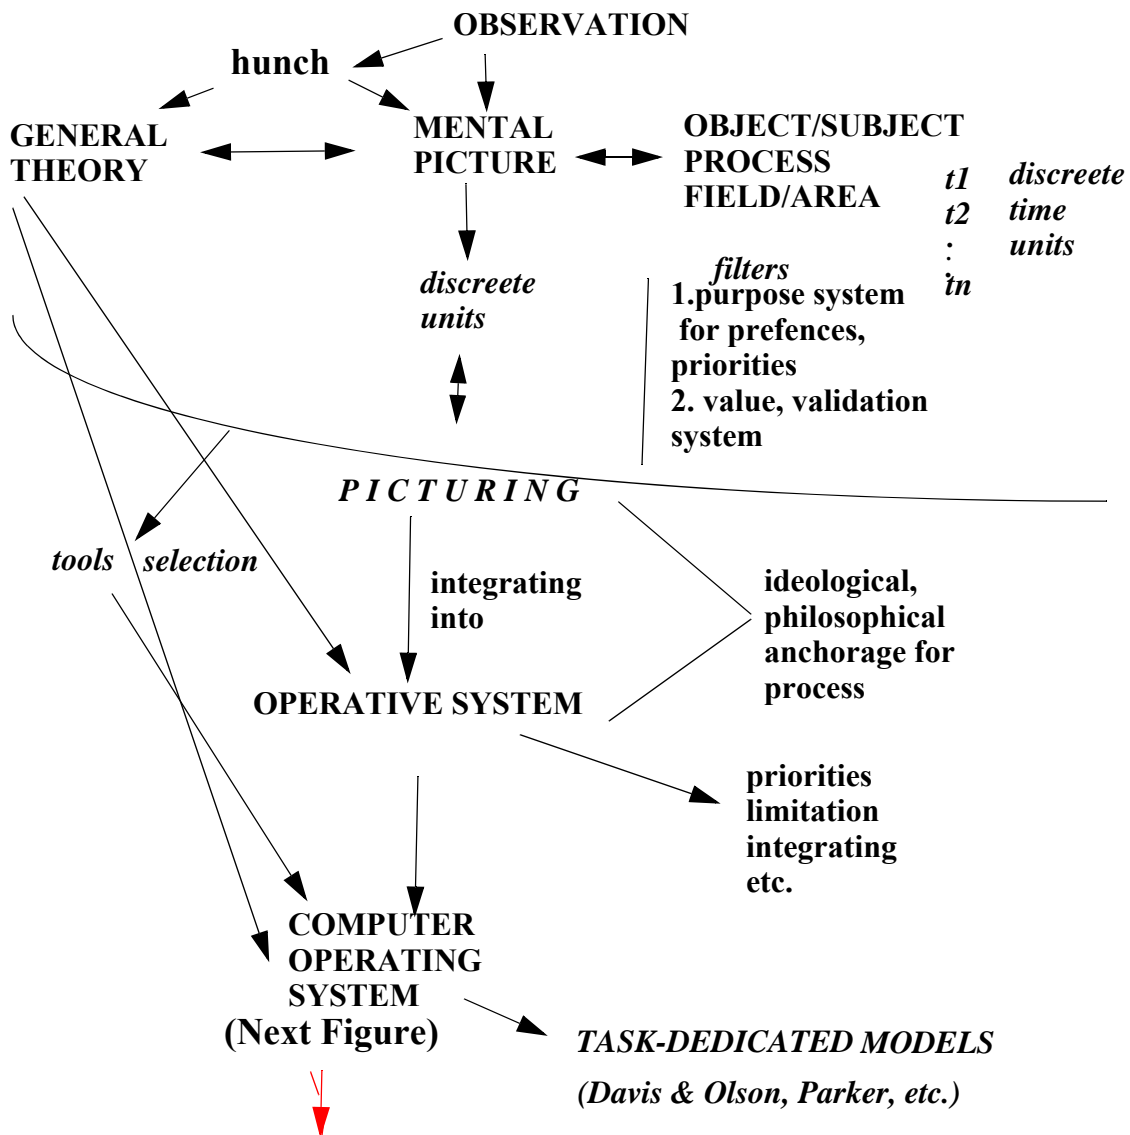 OBSERVATION
hunch
GENERAL
THEORY
MENTAL
PICTURE
OBJECT/SUBJECT
PROCESS
FIELD/AREA
t1
t2
:
.
tn
discreete
time
units
discreete
units
filters
1.purpose system
for prefences,
priorities
2. value, validation
system
PICTURING
tools selection
integrating
into
ideological,
philosophical
anchorage for
process
OPERATIVE SYSTEM
priorities
limitation
integrating
etc.
COMPUTER
OPERATING
SYSTEM
(Next Figure)
TASK-DEDICATED MODELS
(Davis & Olson, Parker, etc.)